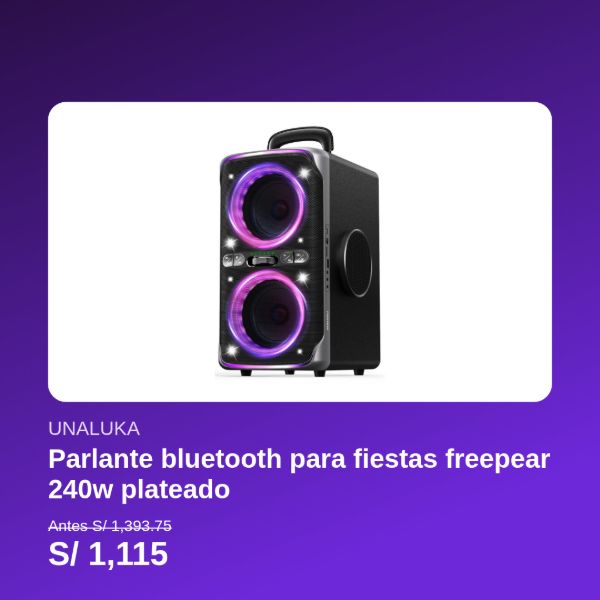 UNALUKA
Parlante bluetooth para fiestas freepear
240w plateado
Antes S/ 1,393.75
S/ 1,115